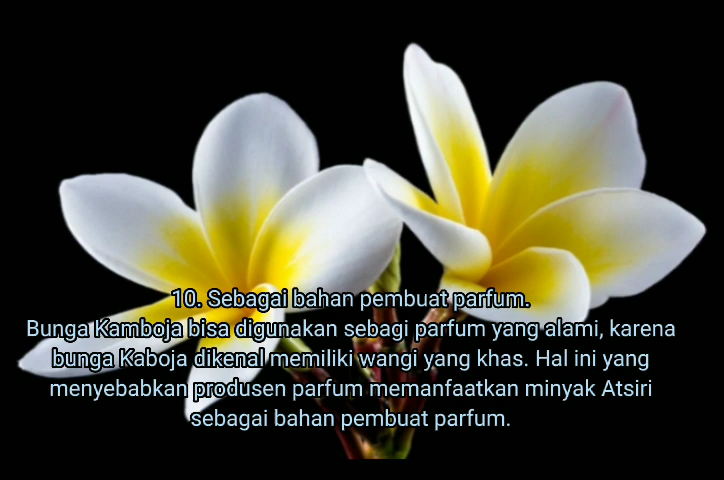 10. Sebagai bahan pembuat parfum.
Bunga Kamboja bisa digunakan sebagi parfum yang alami, karena
bunga Kaboja dikenal memiliki wangi yang khas. Hal ini yang
menyebabkan produsen parfum memanfaatkan minyak Atsiri
sebagai bahan pembuat parfum.